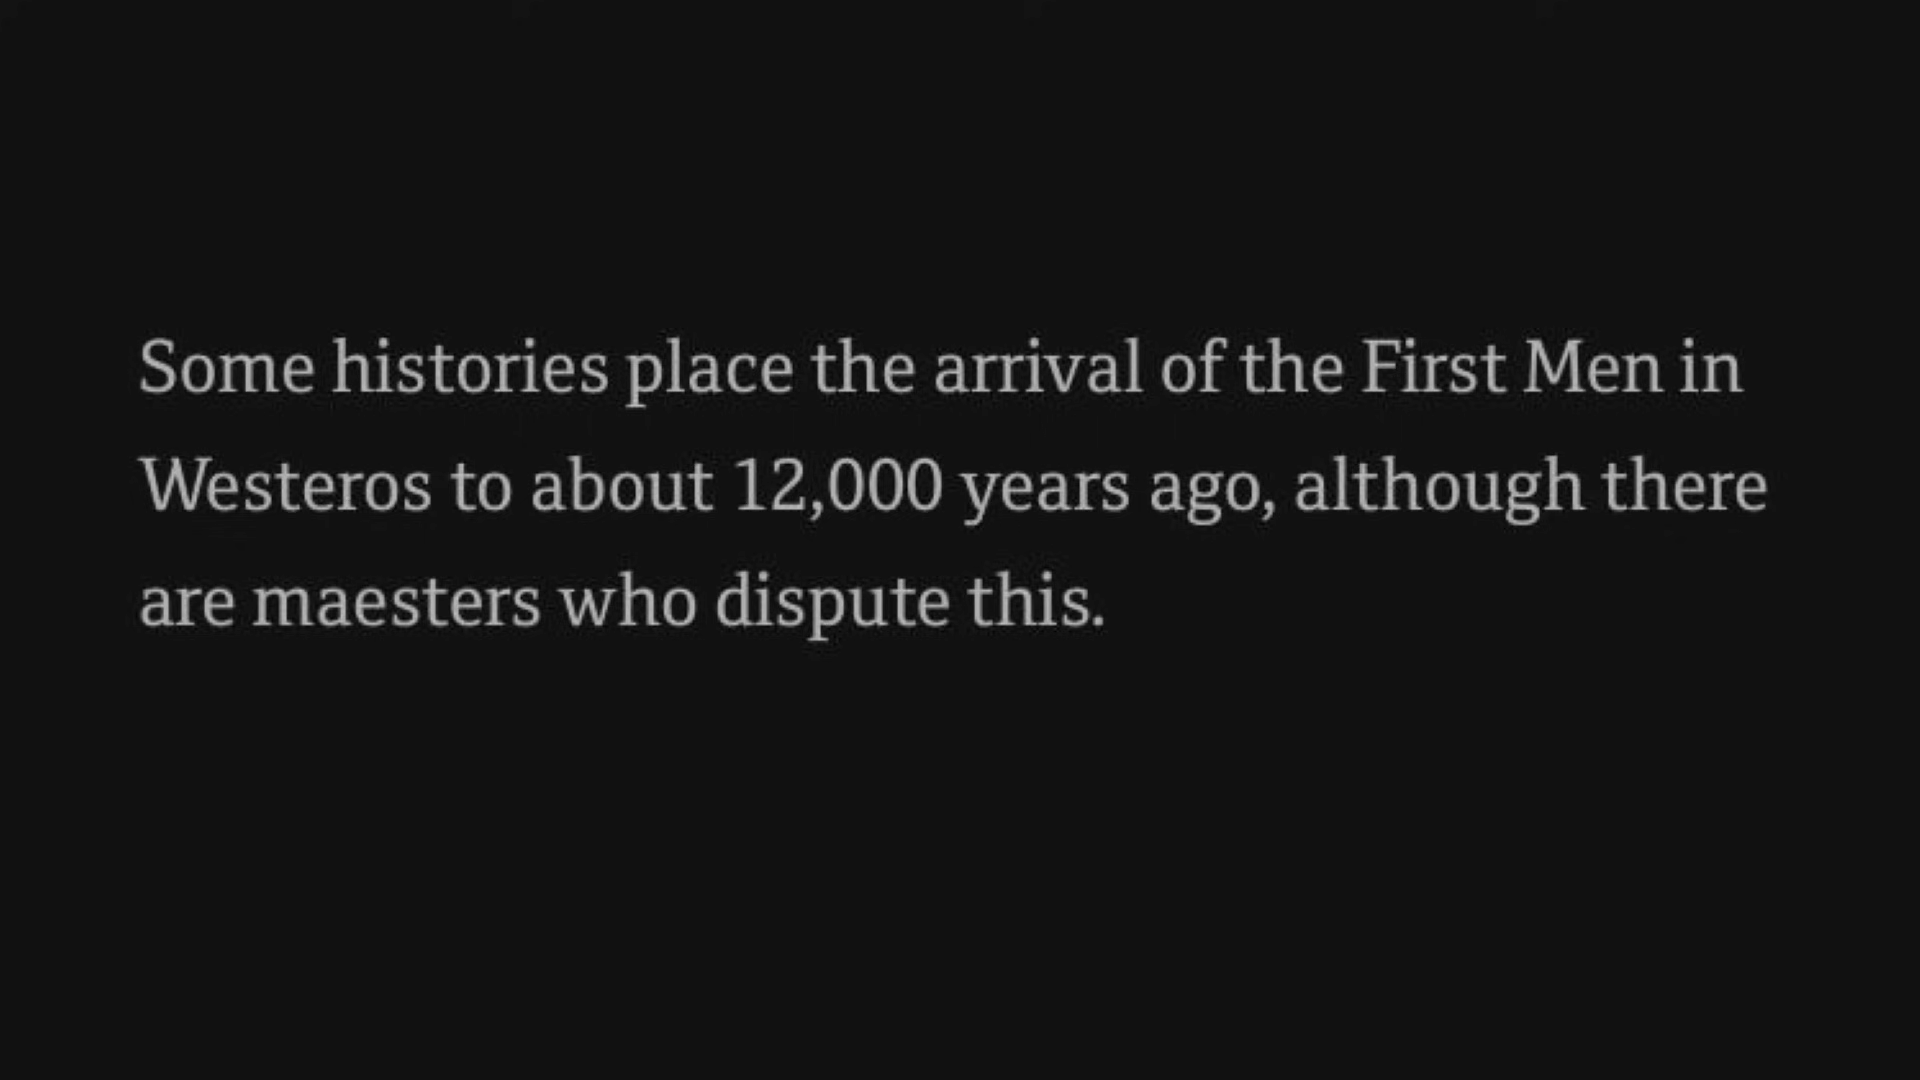 Some histories place the arrival of the First Men in
Westeros to about 12,000 years ago, although there
are maesters who dispute this.